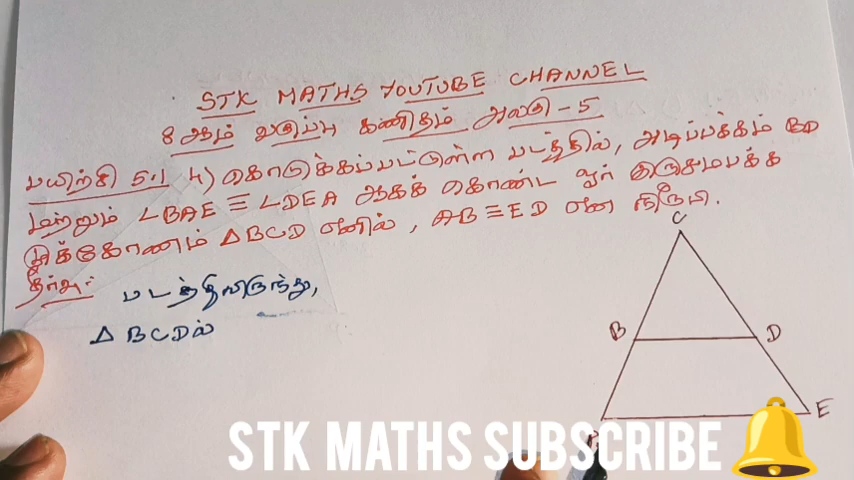 STK MATHS YOUTUBE CHANNEL
8 ஆம் வகுப்பு கணிதம் அலகு - 5
பயிற்சி 5.1 4) கொடுக்கப்பட்டுள்ள படத்தில், அடிப்பக்கம் BD
மற்றும் ∠BAE ≡ ∠DEA ஆகக் கொண்ட ஓர் இருசமபக்க
முக்கோணம் ΔBCD எனில், AB ≡ ED என நிரூபி.
தீர்வு:-
படத்திலிருந்து,
Δ BCDல்
C
B
D
E
STK MATHS SUBSCRIBE